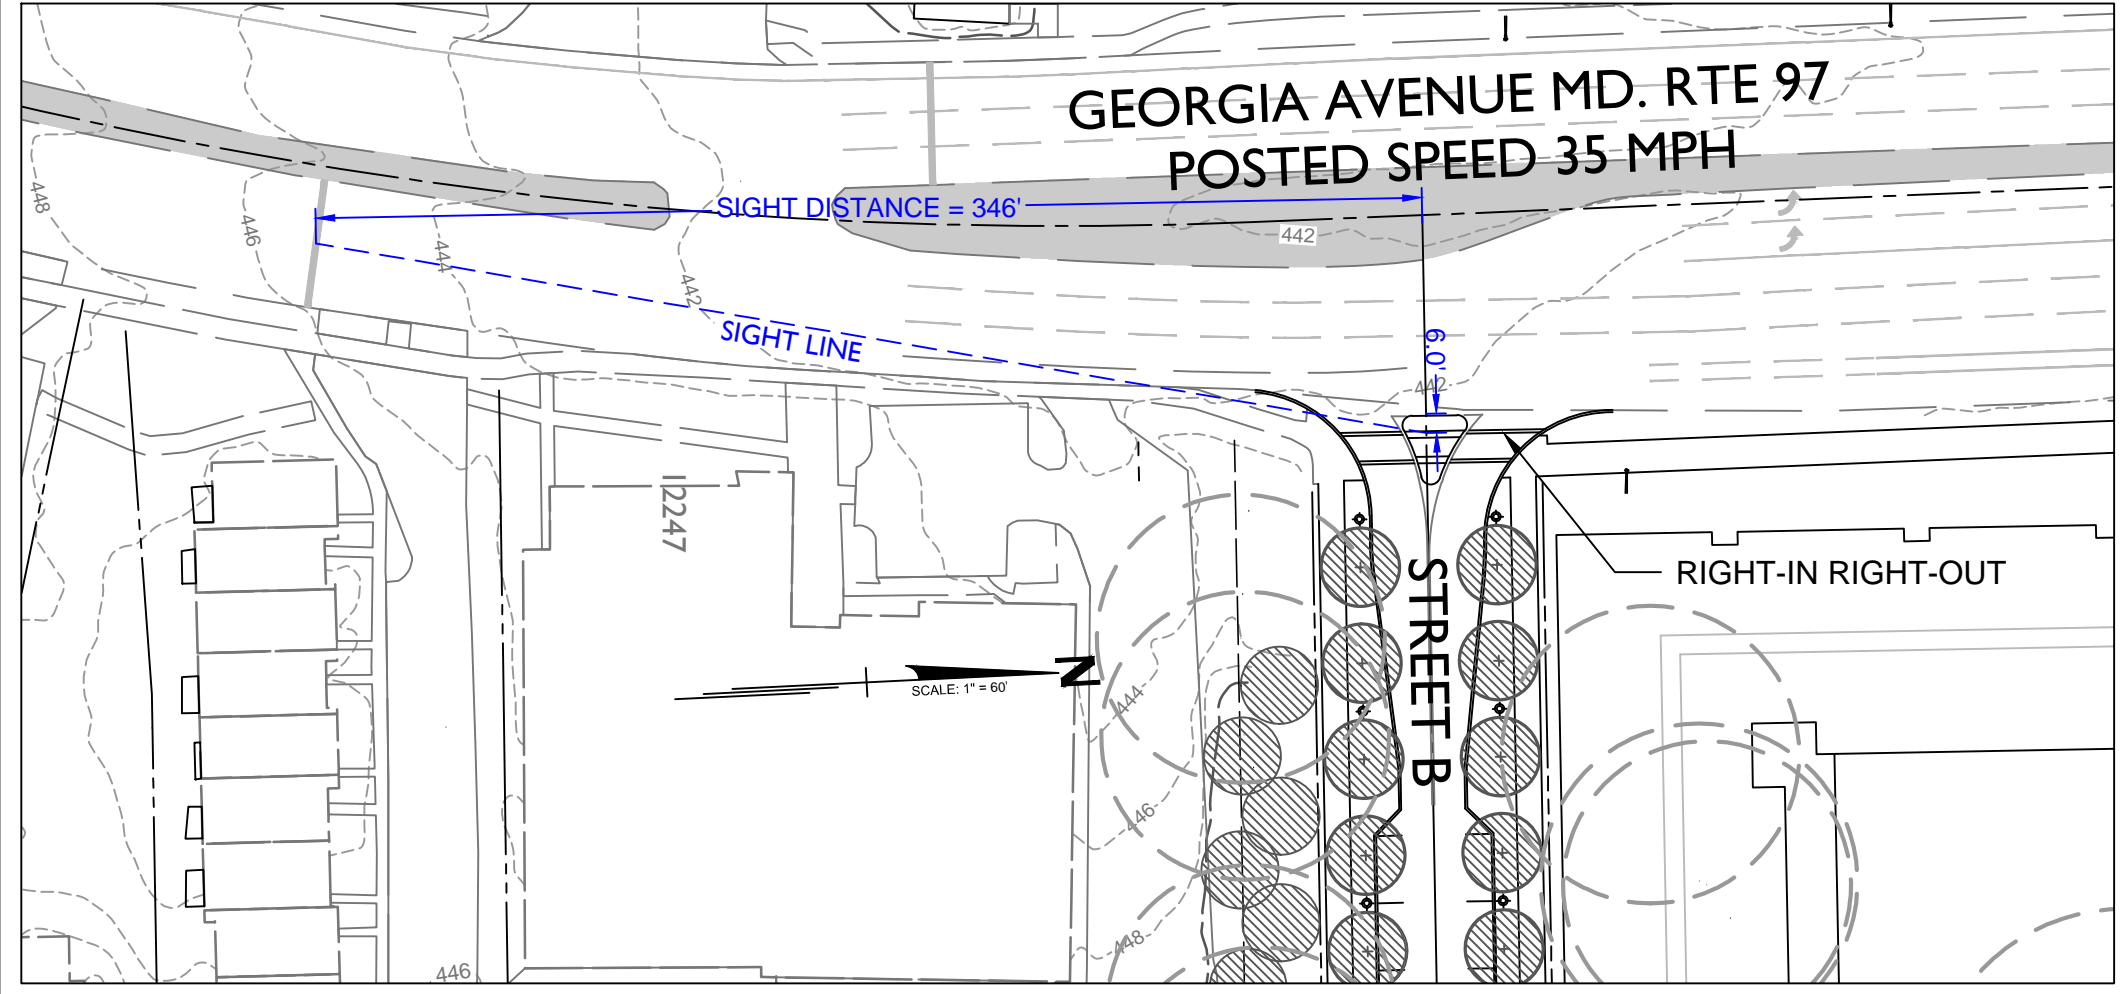 GEORGIA AVENUE MD. RTE 97
POSTED SPEED 35 MPH
SIGHT DISTANCE = 346'
SIGHT LINE
6.0'
448
446
444
442
442
442
12247
SCALE: 1" = 60'
N
STREET B
RIGHT-IN RIGHT-OUT
444
446
448
446